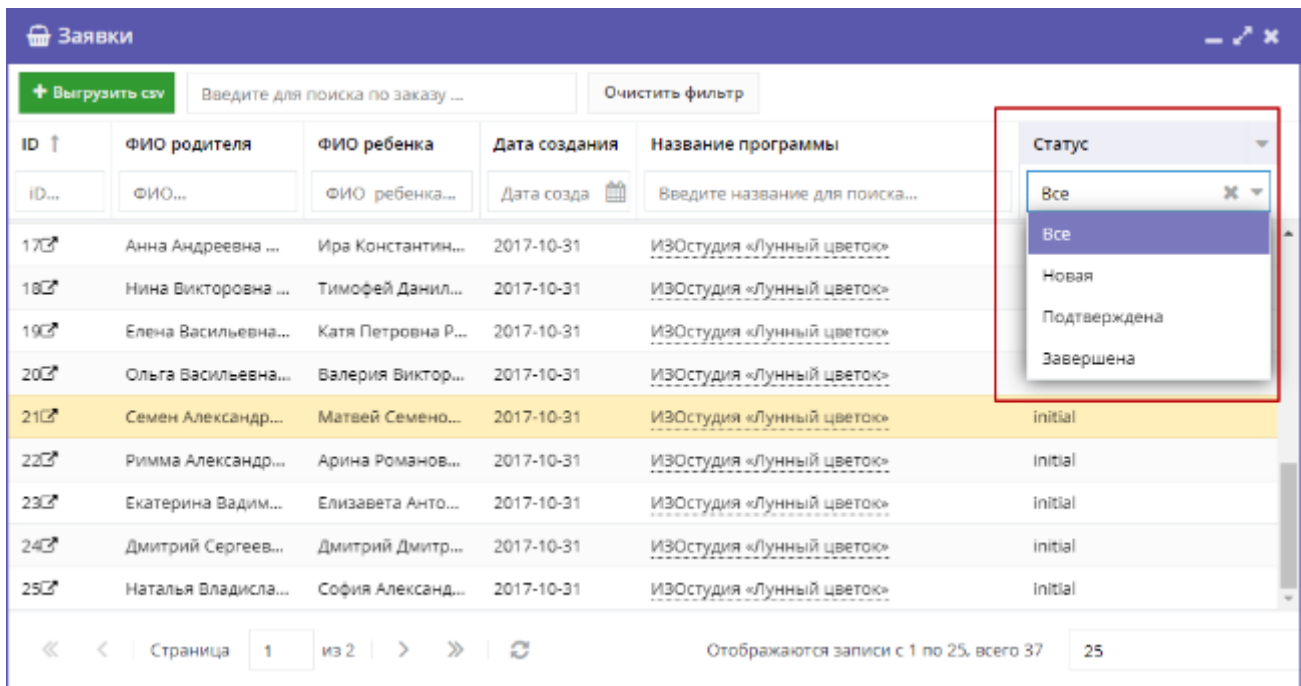 Заявки
Выгрузить csv Введите для поиска по заказу ... Очистить фильтр
ID ФИО родителя ФИО ребенка Дата создания Название программы Статус
iD... ФИО... ФИО ребенка... Дата созда Введите название для поиска... Все
Все
Новая
Подтверждена
Завершена
17 Анна Андреевна ... Ира Константин... 2017-10-31 ИЗОстудия «Лунный цветок»
18 Нина Викторовна ... Тимофей Данил... 2017-10-31 ИЗОстудия «Лунный цветок»
19 Елена Васильевна... Катя Петровна Р... 2017-10-31 ИЗОстудия «Лунный цветок»
20 Ольга Васильевна... Валерия Виктор... 2017-10-31 ИЗОстудия «Лунный цветок»
21 Семен Александр... Матвей Семено... 2017-10-31 ИЗОстудия «Лунный цветок» initial
22 Римма Александр... Арина Романов... 2017-10-31 ИЗОстудия «Лунный цветок» initial
23 Екатерина Вадим... Елизавета Анто... 2017-10-31 ИЗОстудия «Лунный цветок» initial
24 Дмитрий Сергеев... Дмитрий Дмитр... 2017-10-31 ИЗОстудия «Лунный цветок» initial
25 Наталья Владисла... София Александ... 2017-10-31 ИЗОстудия «Лунный цветок» initial
Страница 1 из 2 Отображаются записи с 1 по 25, всего 37 25